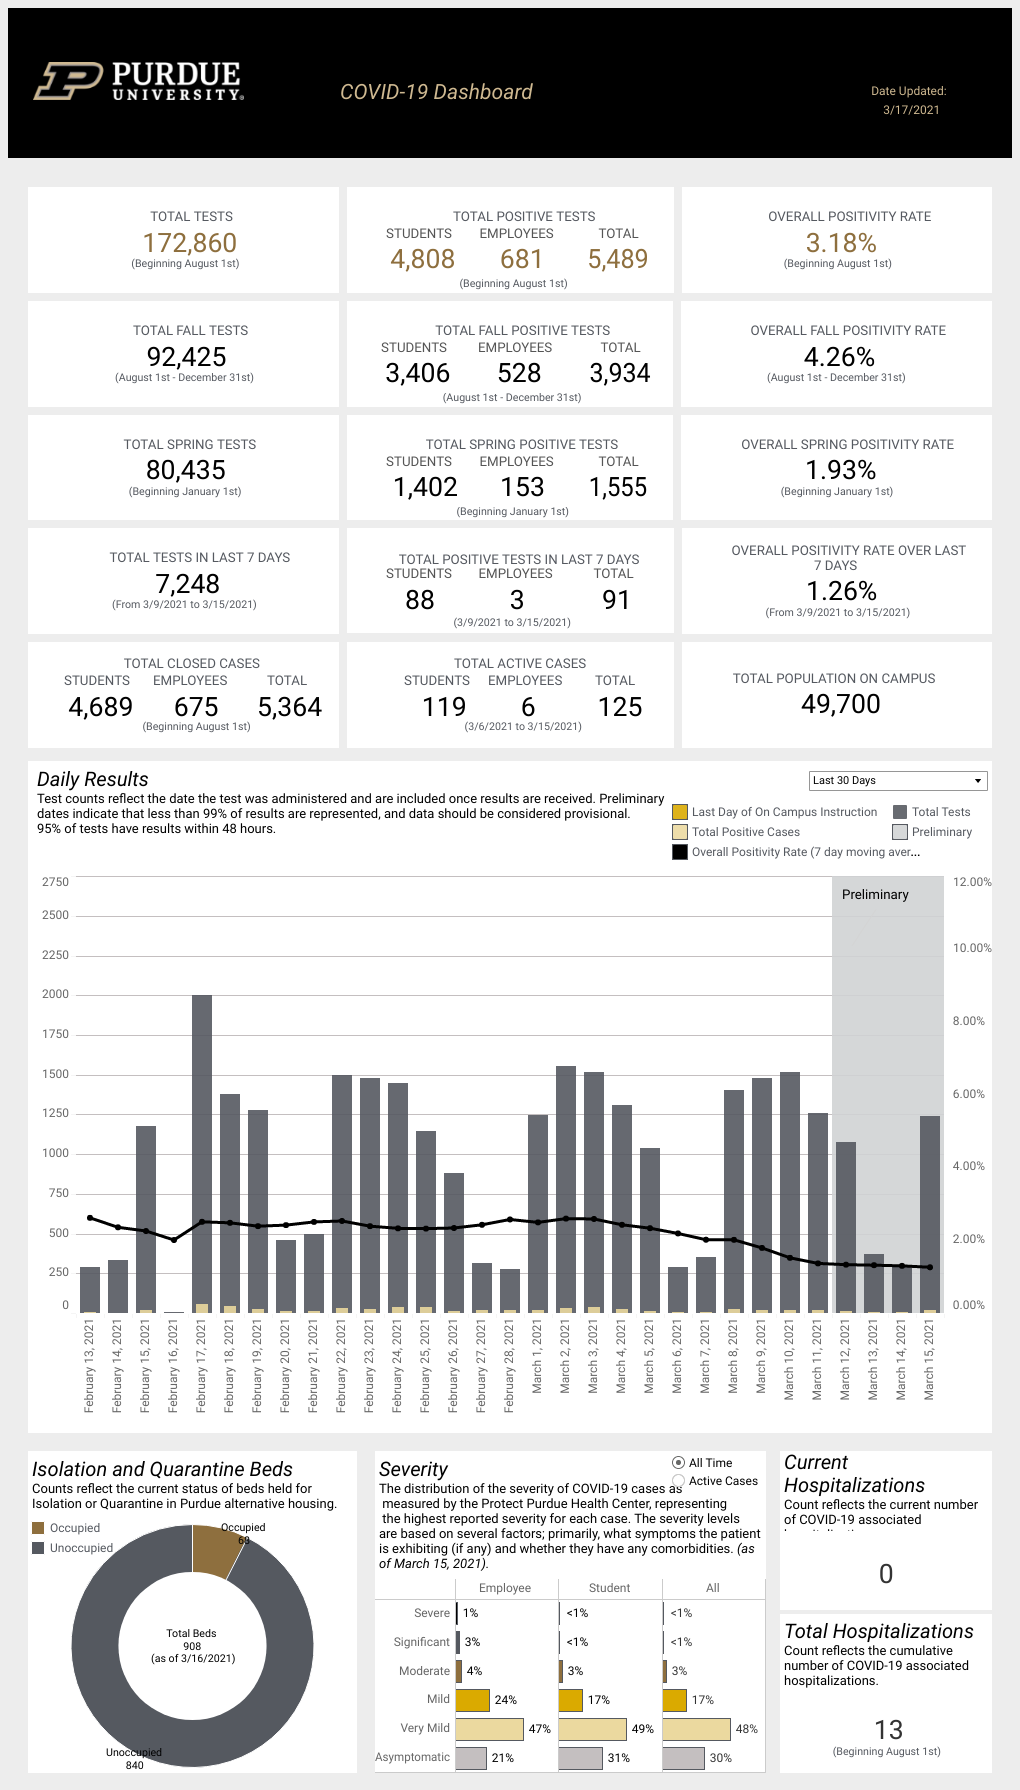 PURDUE
UNIVERSITY®
COVID-19 Dashboard
Date Updated:
3/17/2021
TOTAL TESTS
172,860
(Beginning August 1st)
TOTAL POSITIVE TESTS
STUDENTS EMPLOYEES TOTAL
4,808 681 5,489
(Beginning August 1st)
OVERALL POSITIVITY RATE
3.18%
(Beginning August 1st)
TOTAL FALL TESTS
92,425
(August 1st - December 31st)
TOTAL FALL POSITIVE TESTS
STUDENTS EMPLOYEES TOTAL
3,406 528 3,934
(August 1st - December 31st)
OVERALL FALL POSITIVITY RATE
4.26%
(August 1st - December 31st)
TOTAL SPRING TESTS
80,435
(Beginning January 1st)
TOTAL SPRING POSITIVE TESTS
STUDENTS EMPLOYEES TOTAL
1,402 153 1,555
(Beginning January 1st)
OVERALL SPRING POSITIVITY RATE
1.93%
(Beginning January 1st)
TOTAL TESTS IN LAST 7 DAYS
7,248
(From 3/9/2021 to 3/15/2021)
TOTAL POSITIVE TESTS IN LAST 7 DAYS
STUDENTS EMPLOYEES TOTAL
88 3 91
(3/9/2021 to 3/15/2021)
OVERALL POSITIVITY RATE OVER LAST
7 DAYS
1.26%
(From 3/9/2021 to 3/15/2021)
TOTAL CLOSED CASES
STUDENTS EMPLOYEES TOTAL
4,689 675 5,364
(Beginning August 1st)
TOTAL ACTIVE CASES
STUDENTS EMPLOYEES TOTAL
119 6 125
(3/6/2021 to 3/15/2021)
TOTAL POPULATION ON CAMPUS
49,700
Daily Results
Test counts reflect the date the test was administered and are included once results are received. Preliminary
dates indicate that less than 99% of results are represented, and data should be considered provisional.
95% of tests have results within 48 hours.
Last 30 Days
Last Day of On Campus Instruction
Total Tests
Total Positive Cases
Preliminary
Overall Positivity Rate (7 day moving aver...
2750
2500
2250
2000
1750
1500
1250
1000
750
500
250
0
Preliminary
12.00%
10.00%
8.00%
6.00%
4.00%
2.00%
0.00%
February 13, 2021
February 14, 2021
February 15, 2021
February 16, 2021
February 17, 2021
February 18, 2021
February 19, 2021
February 20, 2021
February 21, 2021
February 22, 2021
February 23, 2021
February 24, 2021
February 25, 2021
February 26, 2021
February 27, 2021
February 28, 2021
March 1, 2021
March 2, 2021
March 3, 2021
March 4, 2021
March 5, 2021
March 6, 2021
March 7, 2021
March 8, 2021
March 9, 2021
March 10, 2021
March 11, 2021
March 12, 2021
March 13, 2021
March 14, 2021
March 15, 2021
Isolation and Quarantine Beds
Counts reflect the current status of beds held for
Isolation or Quarantine in Purdue alternative housing.
Occupied
Unoccupied
Occupied
68
Total Beds
908
(as of 3/16/2021)
Unoccupied
840
Severity
All Time
Active Cases
The distribution of the severity of COVID-19 cases as
measured by the Protect Purdue Health Center, representing
the highest reported severity for each case. The severity levels
are based on several factors; primarily, what symptoms the patient
is exhibiting (if any) and whether they have any comorbidities. (as
of March 15, 2021).
Employee Student All
Severe 1% <1% <1%
Significant 3% <1% <1%
Moderate 4% 3% 3%
Mild 24% 17% 17%
Very Mild 47% 49% 48%
Asymptomatic 21% 31% 30%
Current
Hospitalizations
Count reflects the current number
of COVID-19 associated
0
Total Hospitalizations
Count reflects the cumulative
number of COVID-19 associated
hospitalizations.
13
(Beginning August 1st)